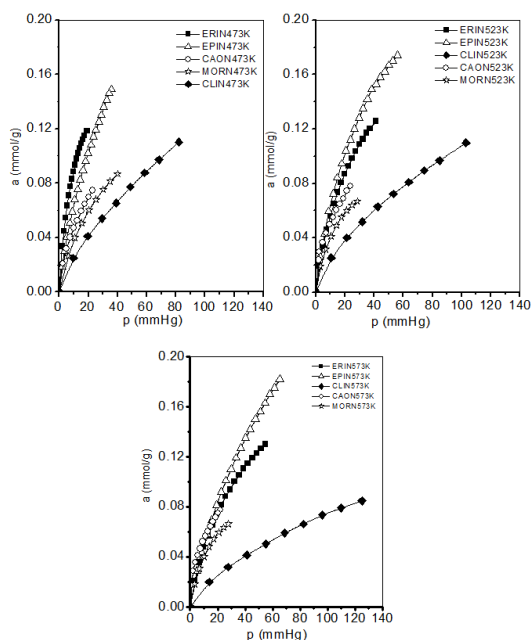 ERIN473K
EPIN473K
CAON473K
MORN473K
CLIN473K
a (mmol/g)
0.20
0.16
0.12
0.08
0.04
0.00
0 20 40 60 80 100 120 140
p (mmHg)
ERIN523K
EPIN523K
CLIN523K
CAON523K
MORN523K
a (mmol/g)
0.20
0.16
0.12
0.08
0.04
0.00
0 20 40 60 80 100 120 140
p (mmHg)
ERIN573K
EPIN573K
CLIN573K
CAON573K
MORN573K
a (mmol/g)
0.20
0.16
0.12
0.08
0.04
0.00
0 20 40 60 80 100 120 140
p (mmHg)